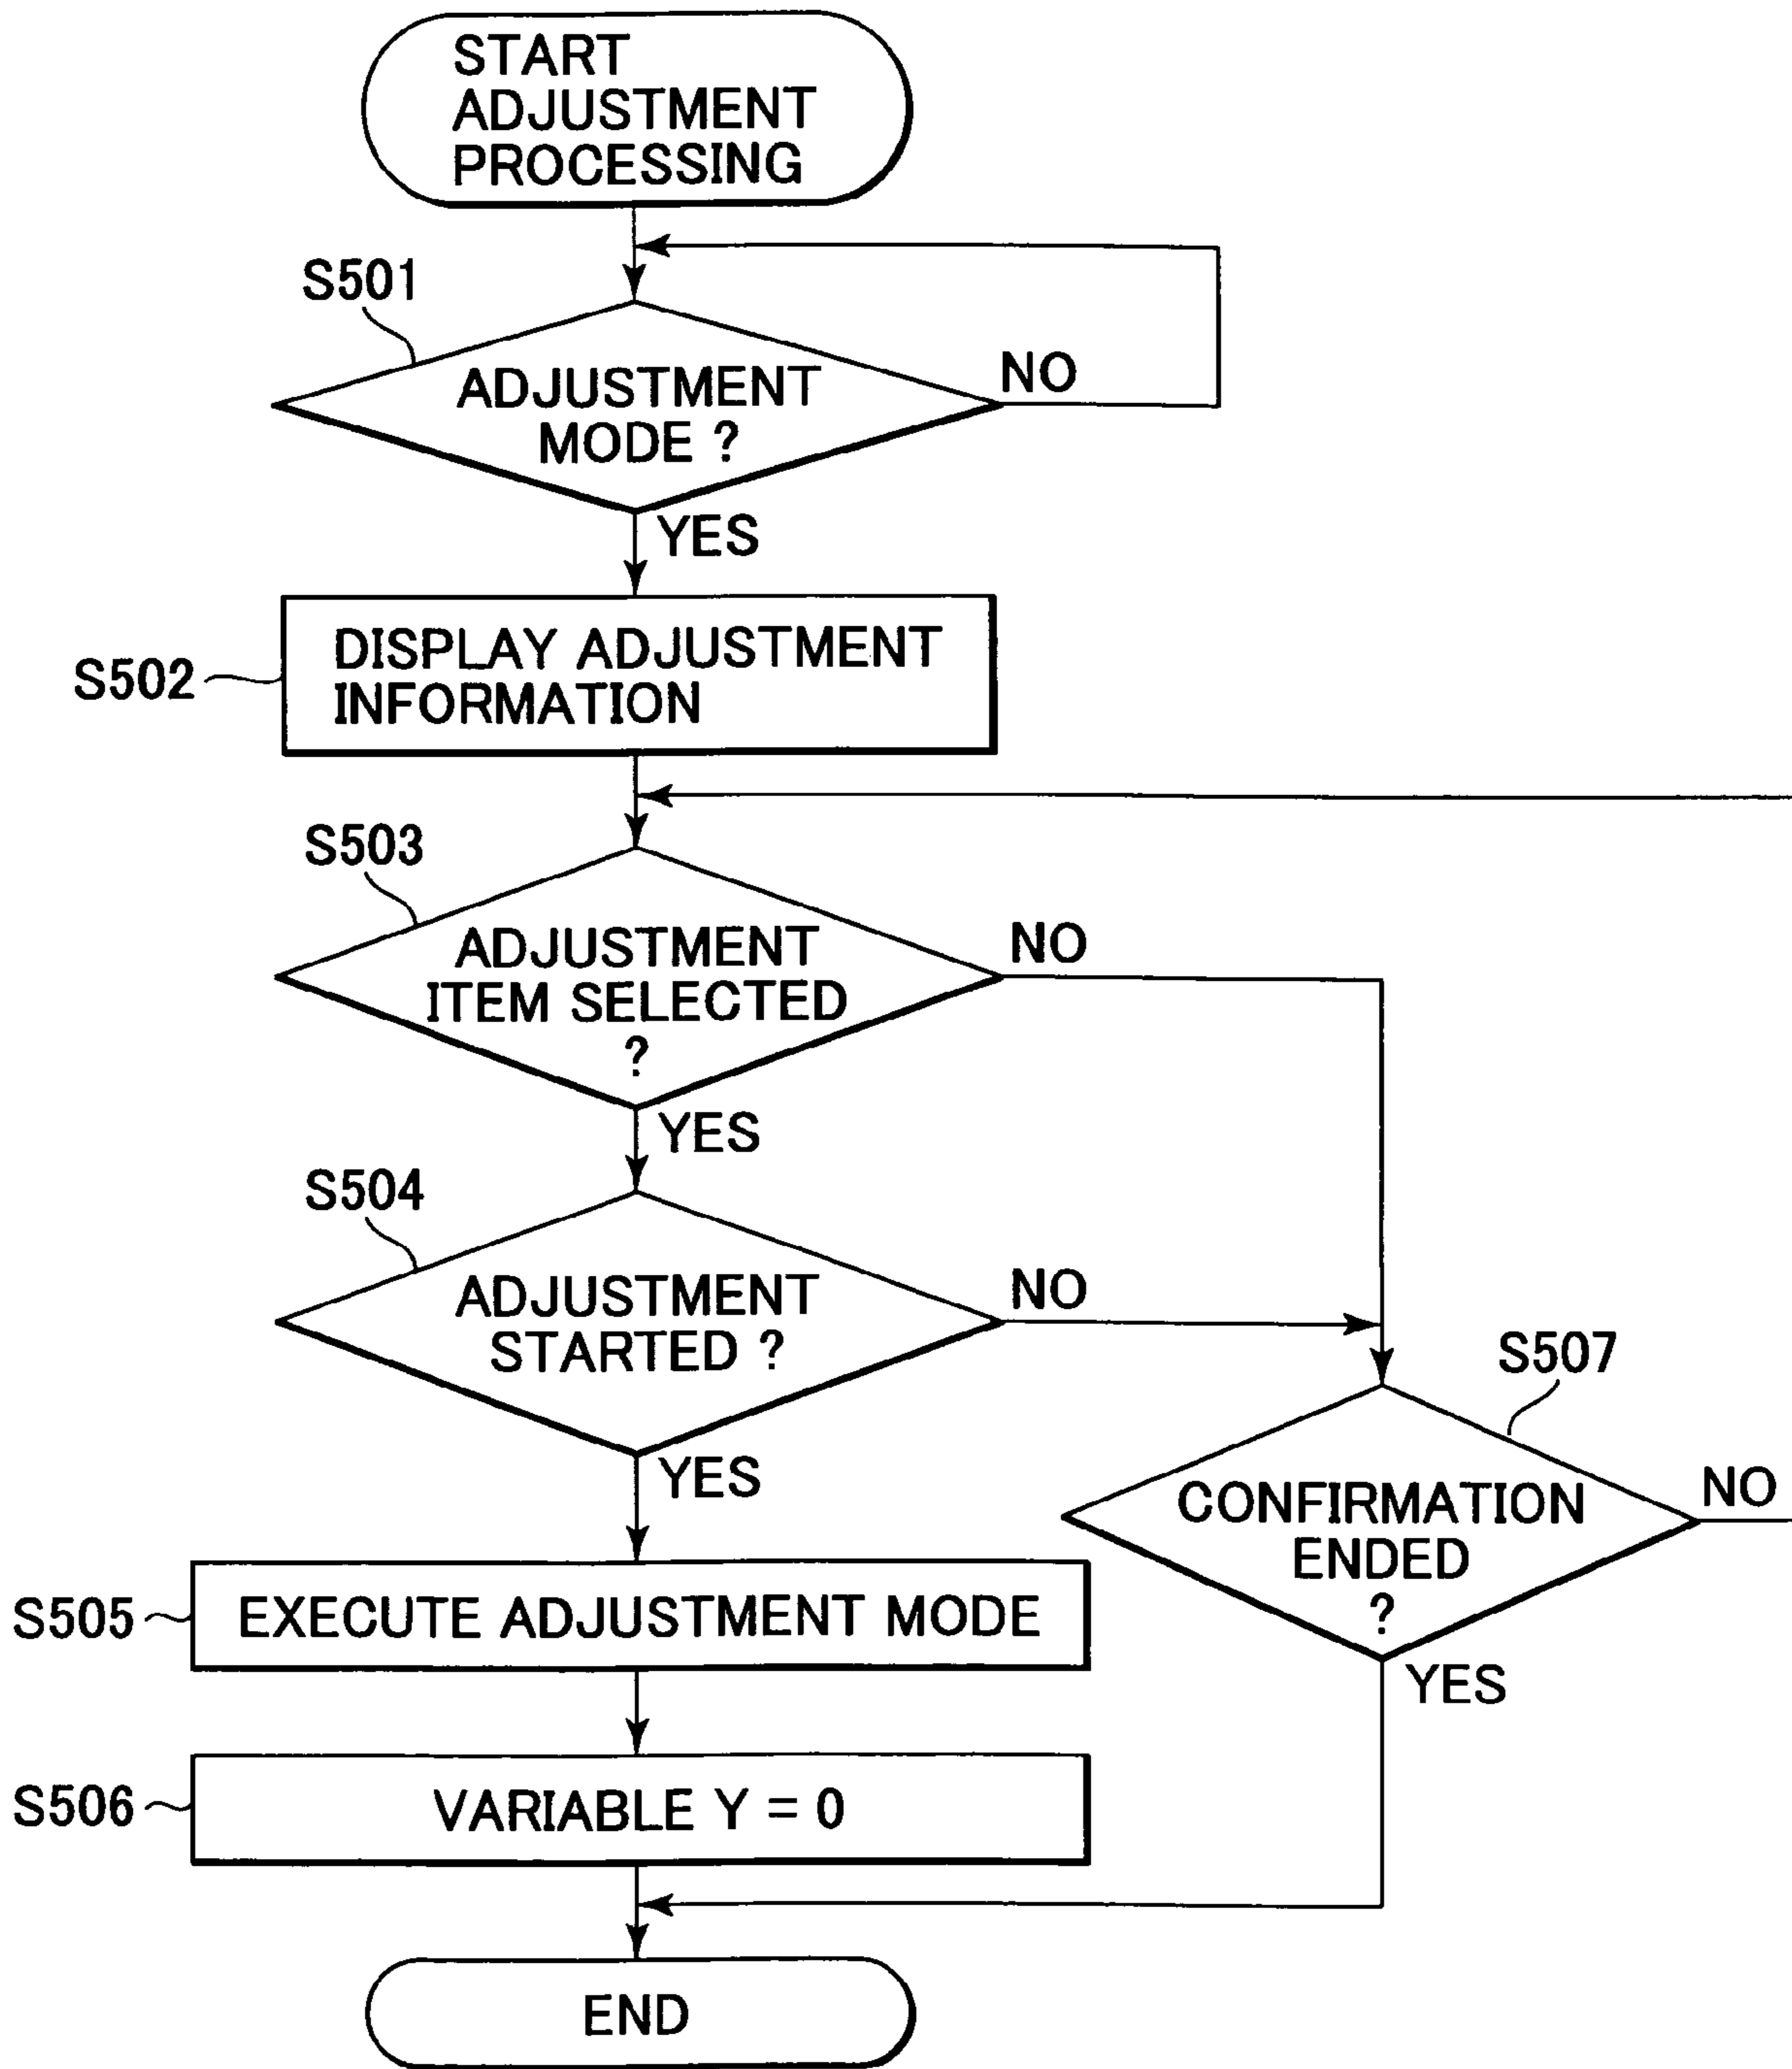 START
ADJUSTMENT
PROCESSING
S501
ADJUSTMENT
MODE ?
NO
YES
S502
DISPLAY ADJUSTMENT
INFORMATION
S503
ADJUSTMENT
ITEM SELECTED
?
NO
YES
S504
ADJUSTMENT
STARTED ?
NO
YES
S507
CONFIRMATION
ENDED
?
NO
YES
S505
EXECUTE ADJUSTMENT MODE
S506
VARIABLE Y = 0
END